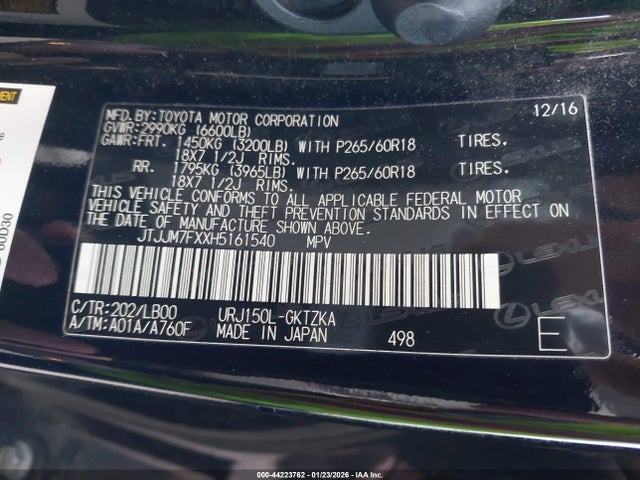 MENT
60D30
MFD.BY:TOYOTA MOTOR CORPORATION 12/16
GVWR:2990KG (6600LB)
GAWR:FRT. 1450KG (3200LB) WITH P265/60R18 TIRES.
18X7 1/2J RIMS.
RR. 1795KG (3965LB) WITH P265/60R18 TIRES.
18X7 1/2J RIMS.
THIS VEHICLE CONFORMS TO ALL APPLICABLE FEDERAL MOTOR
VEHICLE SAFETY AND THEFT PREVENTION STANDARDS IN EFFECT ON
THE DATE OF MANUFACTURE SHOWN ABOVE.
JTJJM7FXXH5161540 MPV
LEXUS
C/TR:202/LB00 URJ150L-GKTZKA
A/TM:A01A/A760F MADE IN JAPAN 498 E
000-44223762 | 01/23/2026 | IAA Inc.